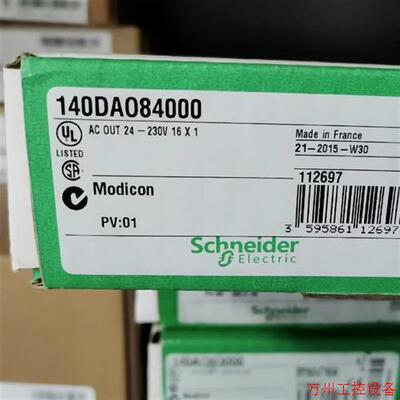 140DAO84000
AC OUT 24-230V 16 X 1
UL
LISTED
Made in France
21-2015-W30
SA
Modicon
112697
PV:01
3 595861 12697
Schneider
Electric
万州工控设备